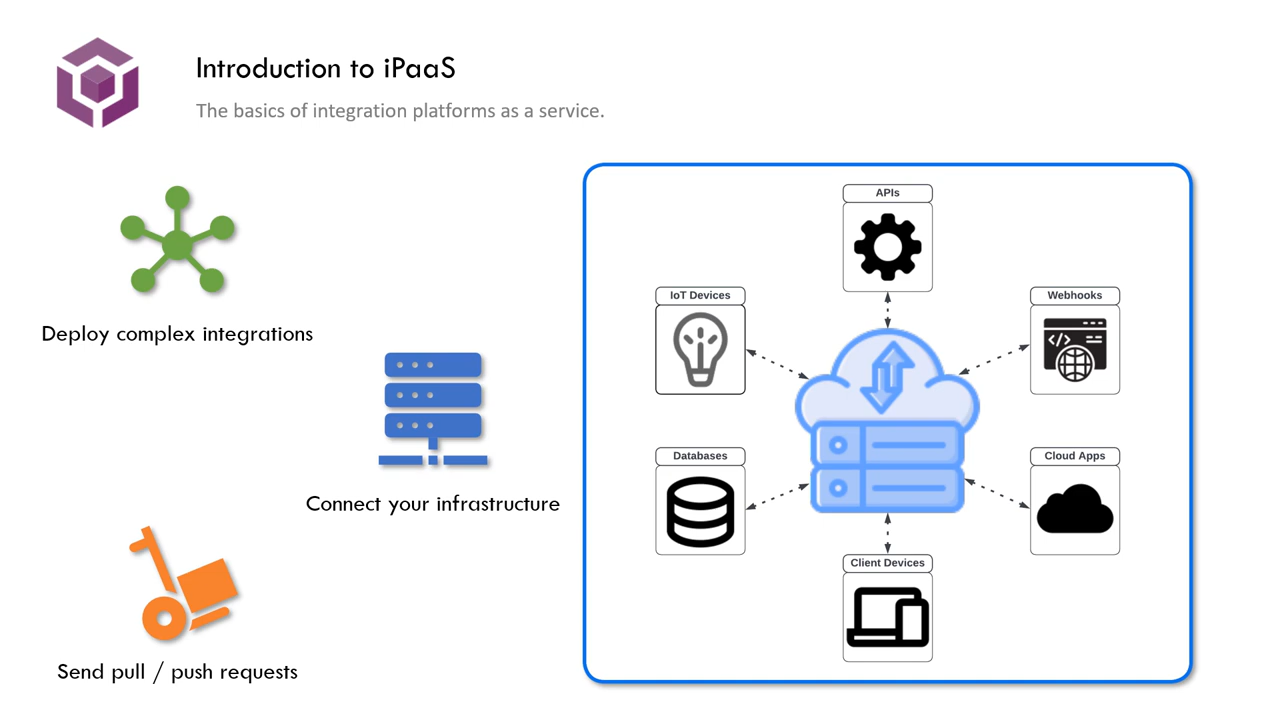 Introduction to iPaaS
The basics of integration platforms as a service.
Deploy complex integrations
Connect your infrastructure
Send pull / push requests
APIs
IoT Devices
Webhooks
</>
Databases
Cloud Apps
Client Devices